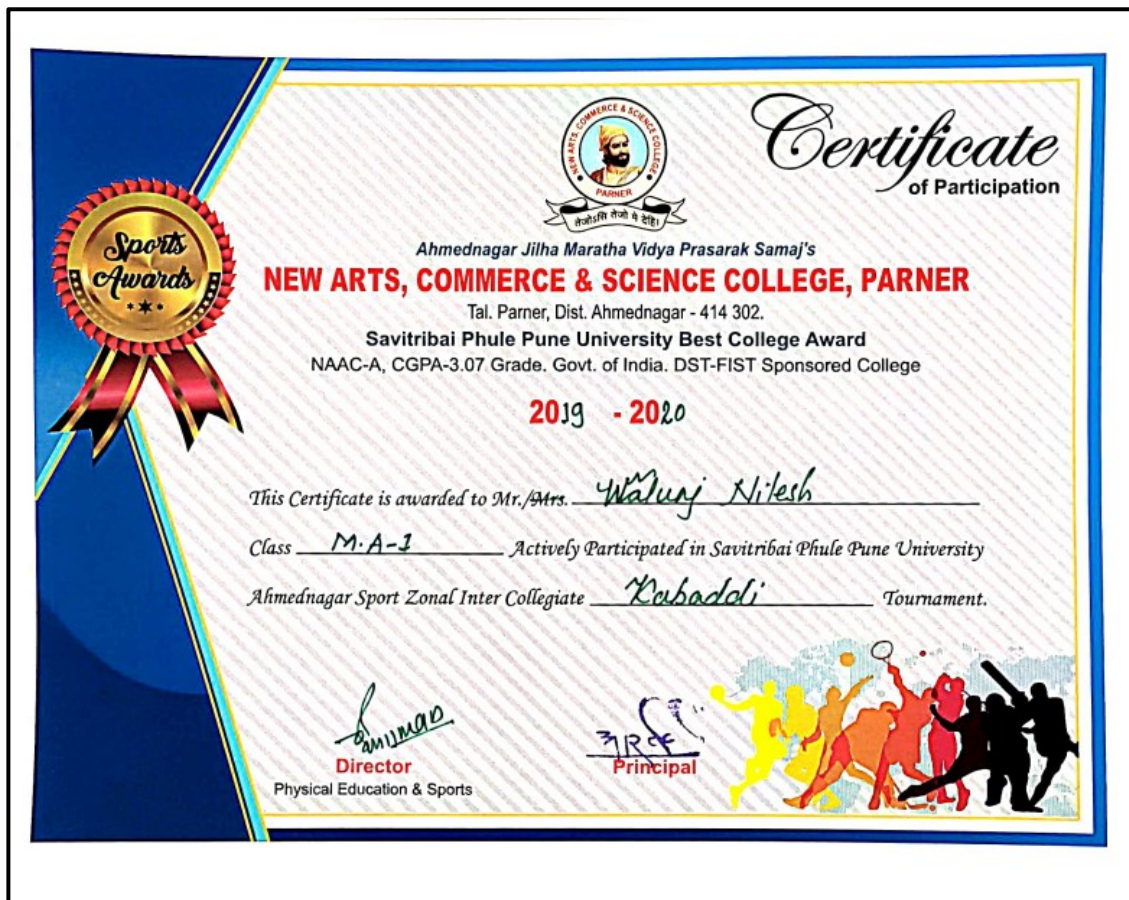 NEW ARTS, COMMERCE & SCIENCE COLLEGE
PARNER
तेजोऽसि तेजो मे देहि।
Certificate
of Participation
Sports
Awards
Ahmednagar Jilha Maratha Vidya Prasarak Samaj's
NEW ARTS, COMMERCE & SCIENCE COLLEGE, PARNER
Tal. Parner, Dist. Ahmednagar - 414 302.
Savitribai Phule Pune University Best College Award
NAAC-A, CGPA-3.07 Grade. Govt. of India. DST-FIST Sponsored College
2019 - 2020
This Certificate is awarded to Mr./Mrs. Walunj Nilesh
Class M.A-I Actively Participated in Savitribai Phule Pune University
Ahmednagar Sport Zonal Inter Collegiate Kabaddi Tournament.
Director
Physical Education & Sports
Principal